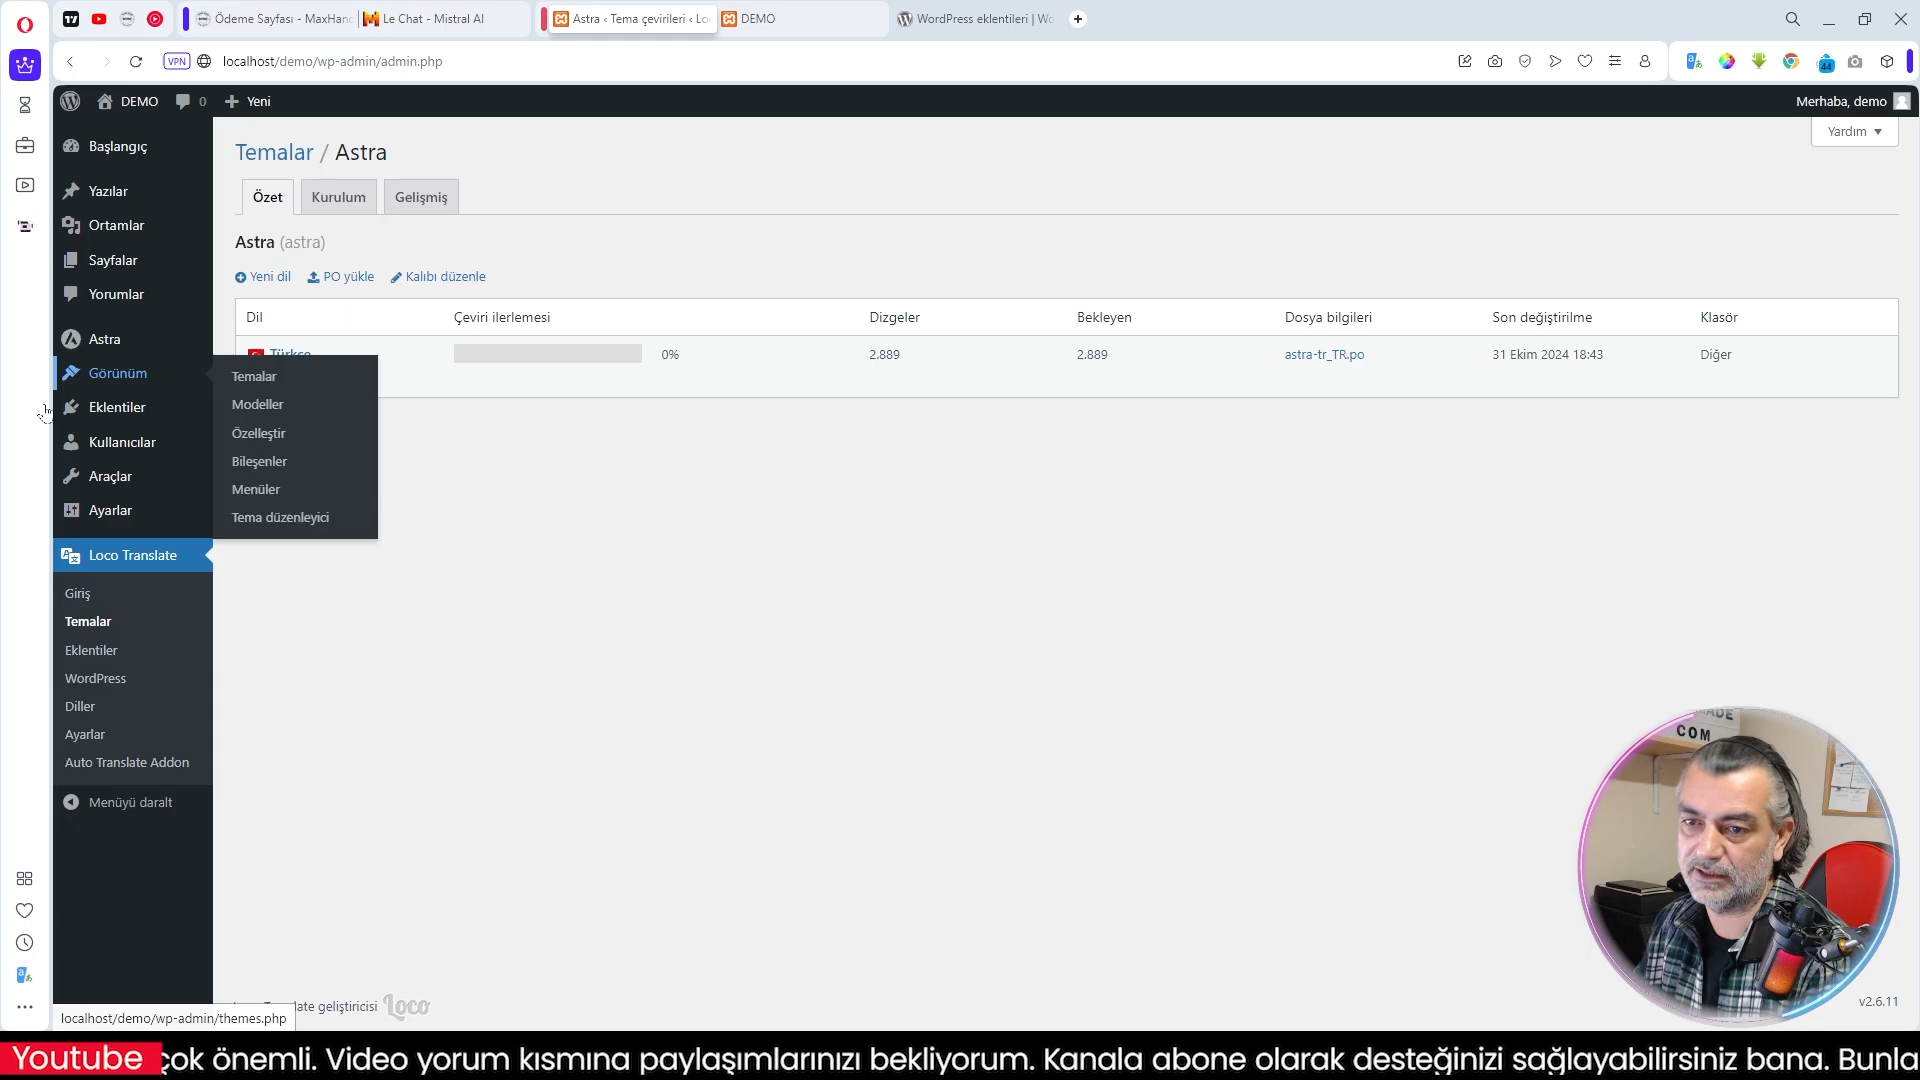 Ödeme Sayfası - MaxHan
Le Chat - Mistral AI
Astra ‹ Tema çevirileri ‹ Lo
DEMO
WordPress eklentileri | Wo
VPN
localhost/demo/wp-admin/admin.php
44
DEMO
0
Yeni
Merhaba, demo
Yardım
Başlangıç
Yazılar
Ortamlar
Sayfalar
Yorumlar
Astra
Görünüm
Eklentiler
Kullanıcılar
Araçlar
Ayarlar
Loco Translate
Giriş
Temalar
Eklentiler
WordPress
Diller
Ayarlar
Auto Translate Addon
Menüyü daralt
Temalar
Modeller
Özelleştir
Bileşenler
Menüler
Tema düzenleyici
Temalar / Astra
Özet
Kurulum
Gelişmiş
Astra (astra)
Yeni dil
PO yükle
Kalıbı düzenle
Dil
Çeviri ilerlemesi
Dizgeler
Bekleyen
Dosya bilgileri
Son değiştirilme
Klasör
Türkçe
0%
2.889
2.889
astra-tr_TR.po
31 Ekim 2024 18:43
Diğer
COM
late geliştiricisi
Loco
v2.6.11
localhost/demo/wp-admin/themes.php
Youtube
çok önemli. Video yorum kısmına paylaşımlarınızı bekliyorum. Kanala abone olarak desteğinizi sağlayabilirsiniz bana. Bunla